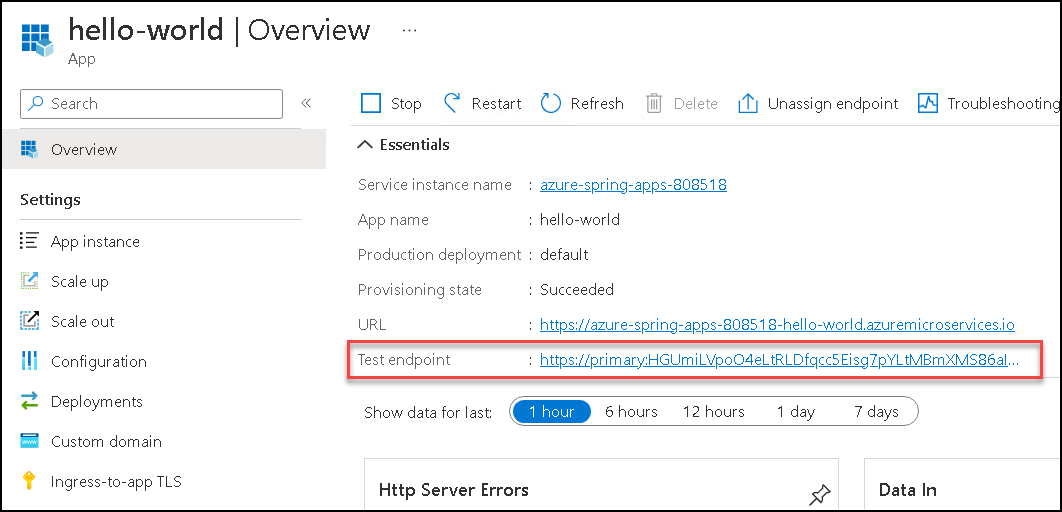 hello-world | Overview ...
App
Search «
Stop Restart Refresh Delete Unassign endpoint Troubleshooting
Overview
Essentials
Service instance name : azure-spring-apps-808518
App name : hello-world
Production deployment : default
Provisioning state : Succeeded
URL : https://azure-spring-apps-808518-hello-world.azuremicroservices.io
Test endpoint : https://primary:HGUmiLVpoO4eLtRLDfqcc5Eisg7pYLtMBmXMS86aI...
Settings
App instance
Scale up
Scale out
Configuration
Deployments
Custom domain
Ingress-to-app TLS
Show data for last: 1 hour 6 hours 12 hours 1 day 7 days
Http Server Errors
Data In